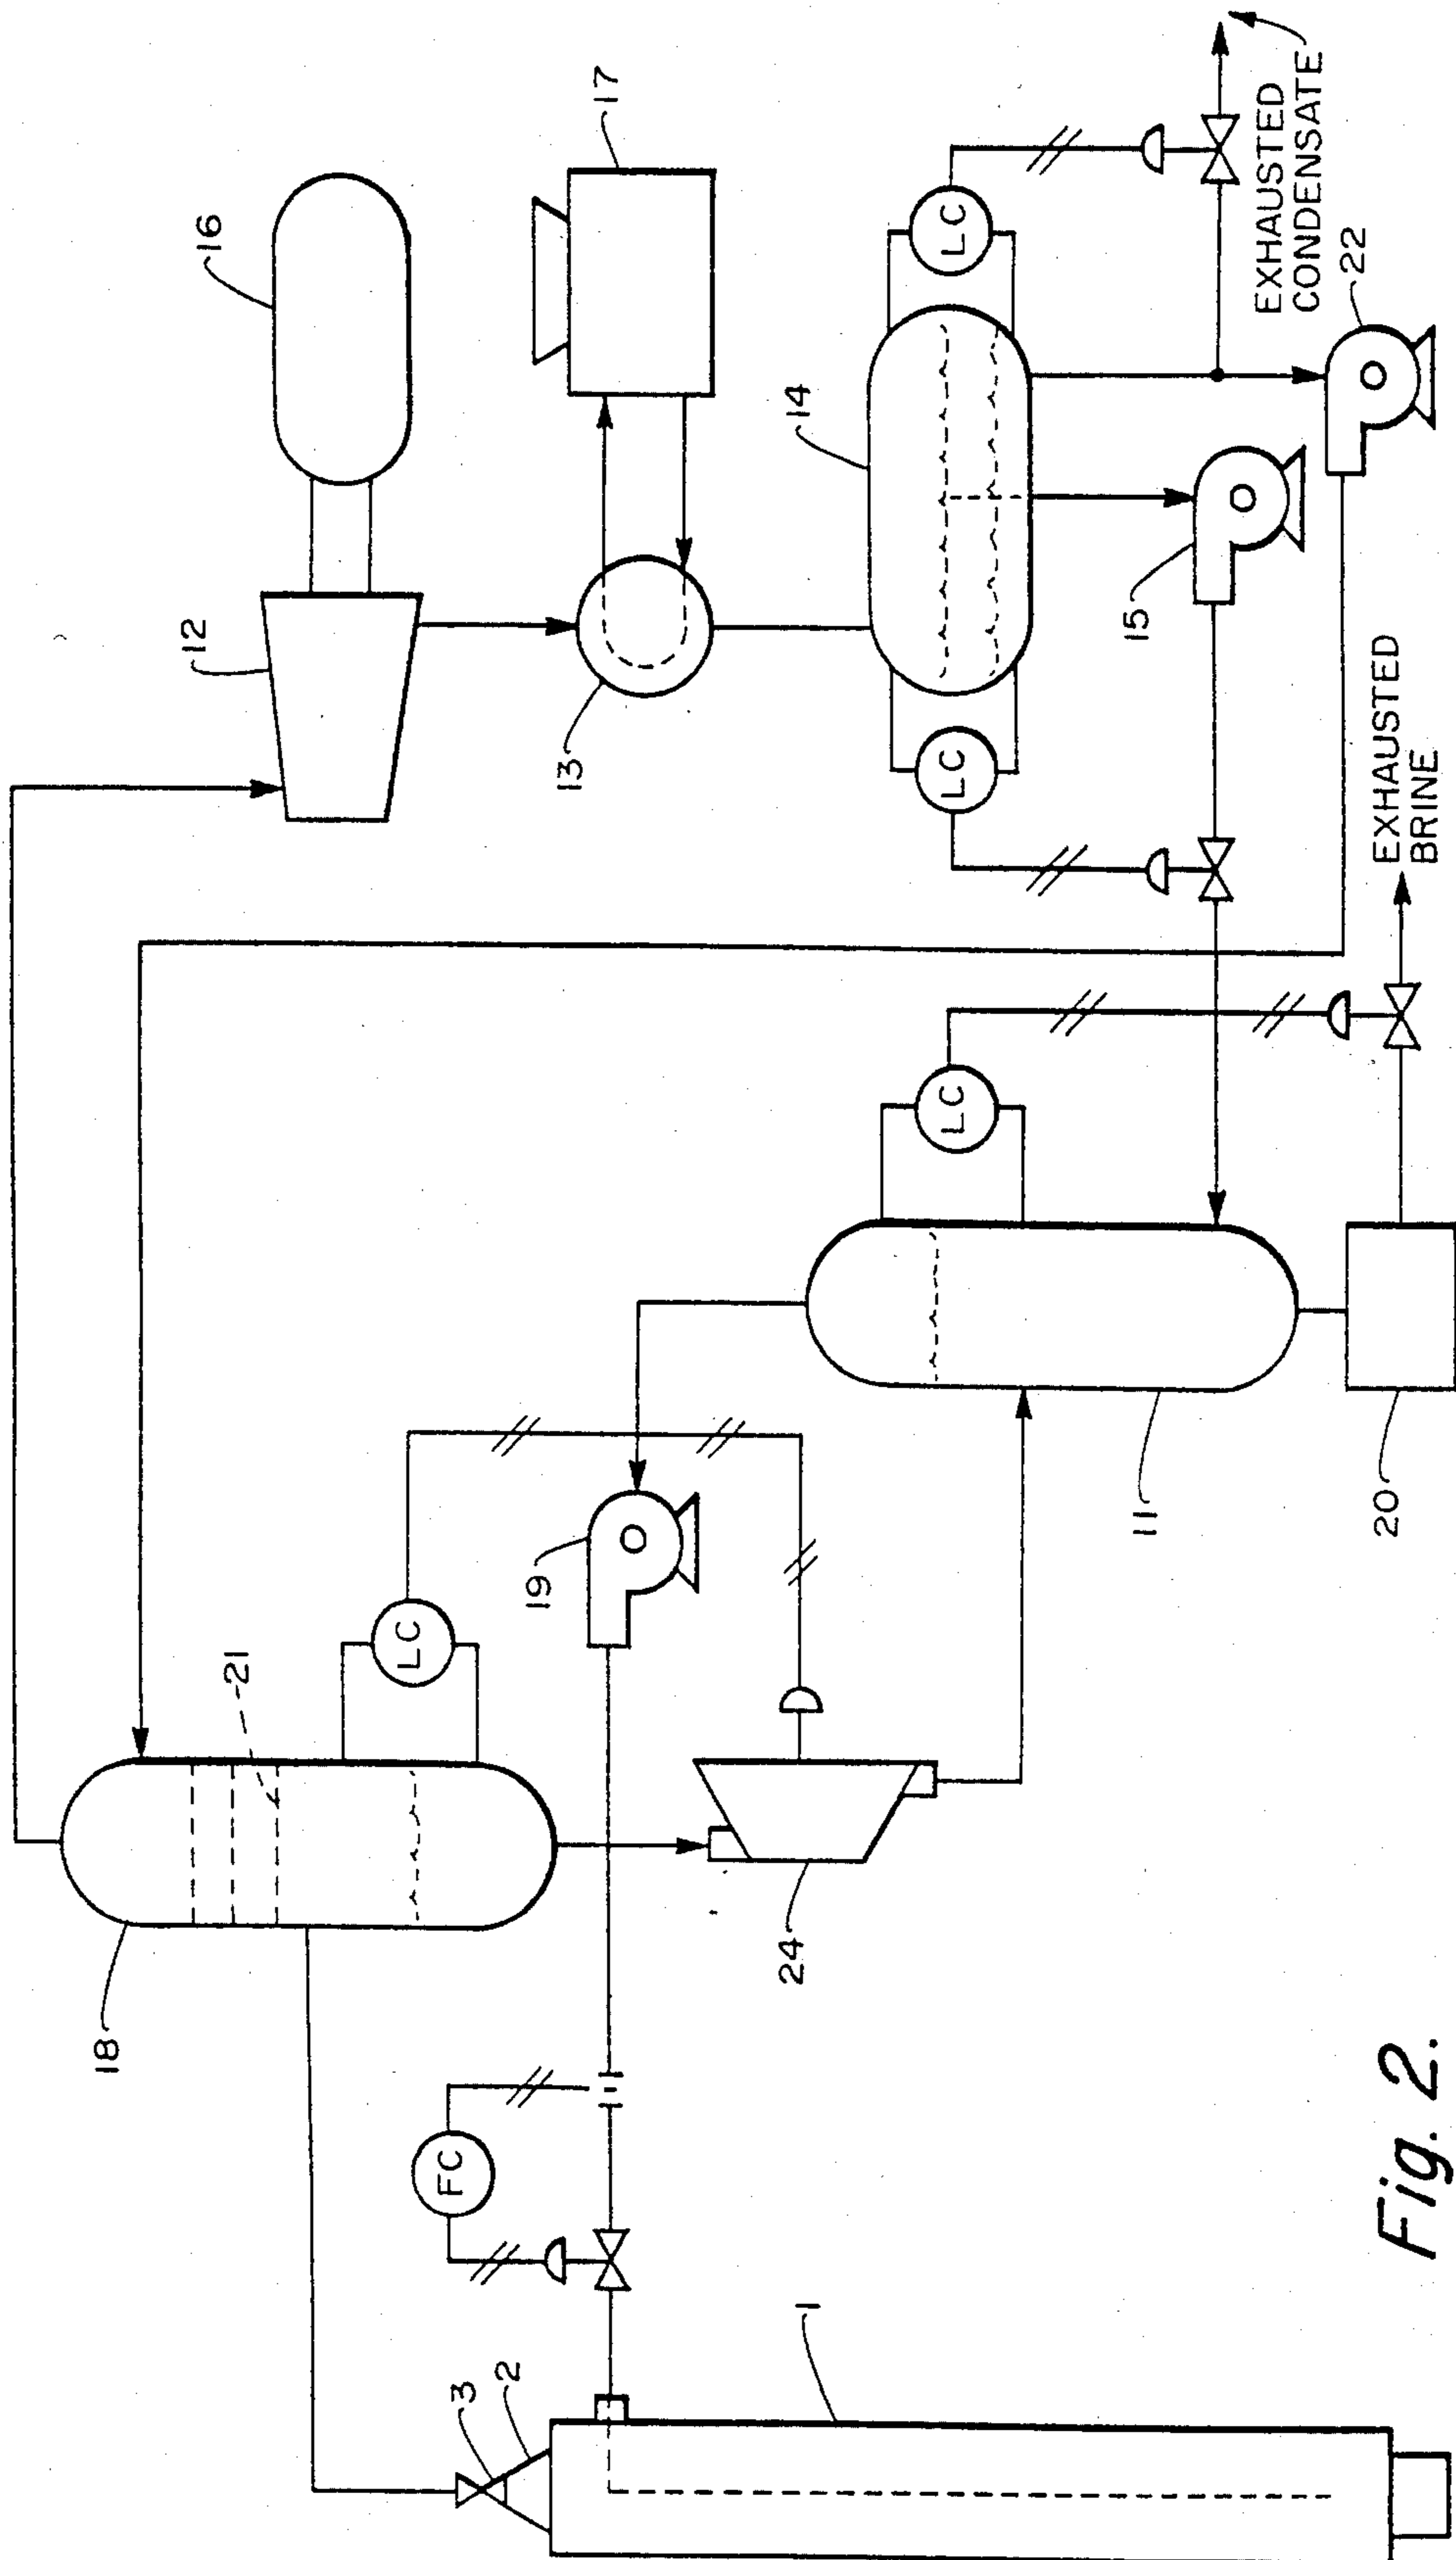 16
12
17
13
14
LC
LC
15
EXHAUSTED
CONDENSATE
22
EXHAUSTED
BRINE
21
18
LC
19
LC
11
20
24
FC
3
2
1
Fig. 2.